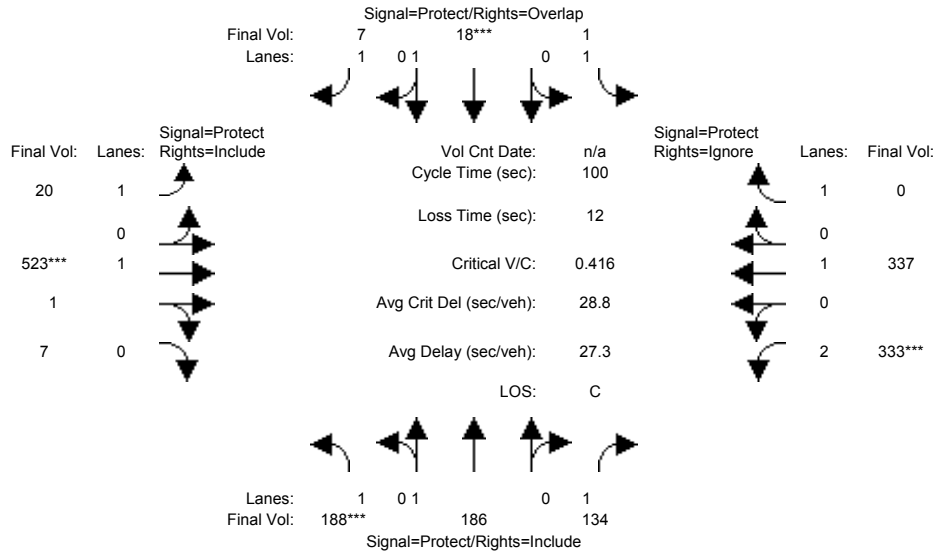 Signal=Protect/Rights=Overlap
Final Vol: 7 18*** 1
Lanes: 1 0 1 0 1
Signal=Protect Signal=Protect
Final Vol: Lanes: Rights=Include Vol Cnt Date: n/a Rights=Ignore Lanes: Final Vol:
Cycle Time (sec): 100
20 1 1 0
Loss Time (sec): 12
0 0
523*** 1 Critical V/C: 0.416 1 337
1 Avg Crit Del (sec/veh): 28.8 0
7 0 Avg Delay (sec/veh): 27.3 2 333***
LOS: C
Lanes: 1 0 1 0 1
Final Vol: 188*** 186 134
Signal=Protect/Rights=Include